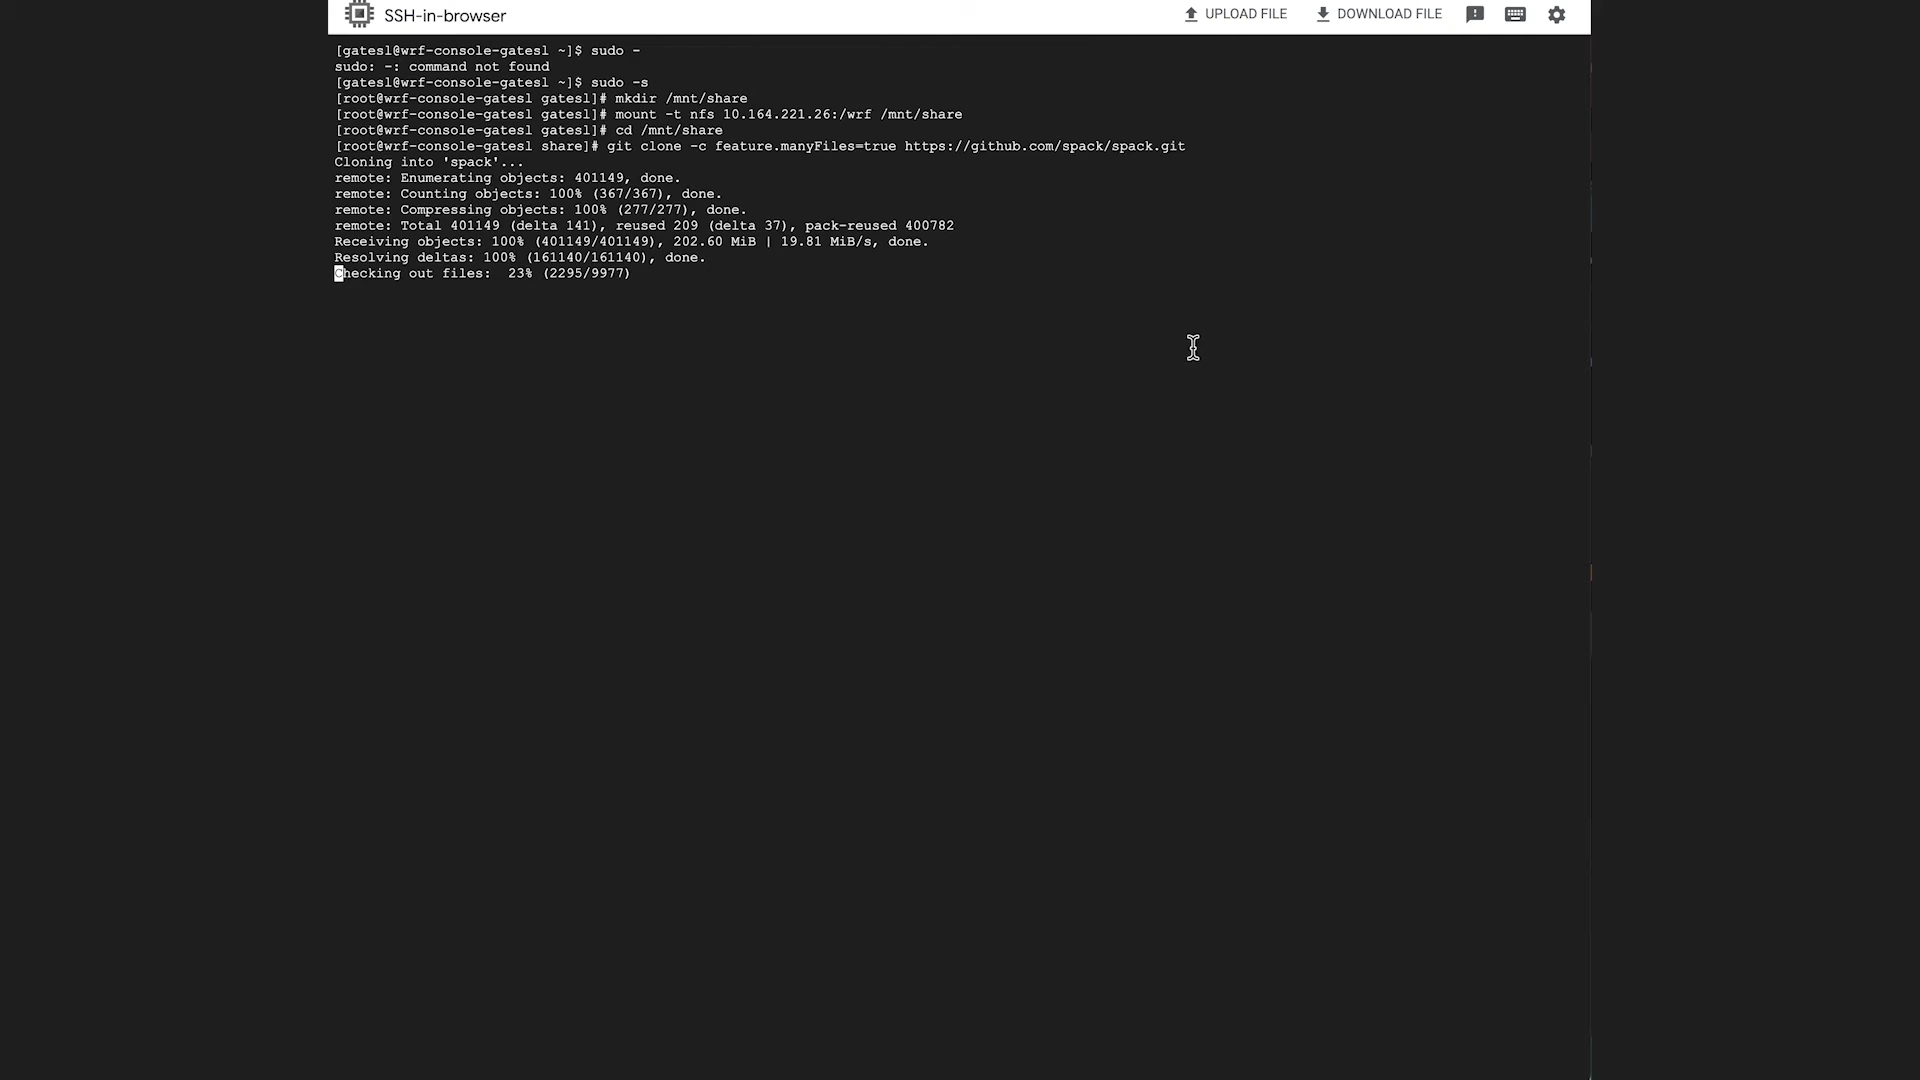 SSH-in-browser
UPLOAD FILE
DOWNLOAD FILE
[gatesl@wrf-console-gatesl ~]$ sudo -
sudo: -: command not found
[gatesl@wrf-console-gatesl ~]$ sudo -s
[root@wrf-console-gatesl gatesl]# mkdir /mnt/share
[root@wrf-console-gatesl gatesl]# mount -t nfs 10.164.221.26:/wrf /mnt/share
[root@wrf-console-gatesl gatesl]# cd /mnt/share
[root@wrf-console-gatesl share]# git clone -c feature.manyFiles=true https://github.com/spack/spack.git
Cloning into 'spack'...
remote: Enumerating objects: 401149, done.
remote: Counting objects: 100% (367/367), done.
remote: Compressing objects: 100% (277/277), done.
remote: Total 401149 (delta 141), reused 209 (delta 37), pack-reused 400782
Receiving objects: 100% (401149/401149), 202.60 MiB | 19.81 MiB/s, done.
Resolving deltas: 100% (161140/161140), done.
Checking out files:  23% (2295/9977)